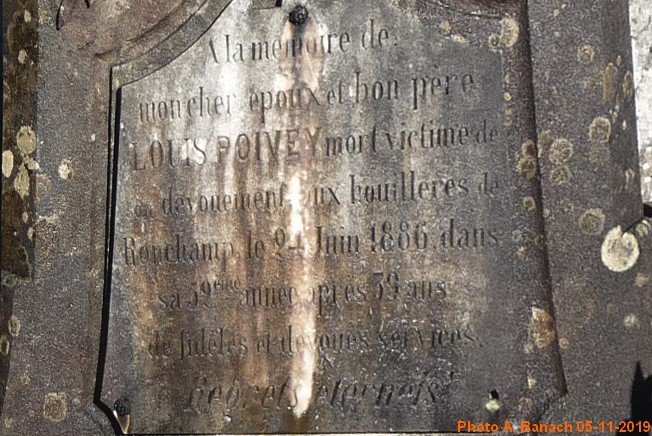 A la mémoire de
mon cher époux et bon père
LOUIS POIVEY mort victime de
son dévouement aux houillères de
Ronchamp, le 24 Juin 1886, dans
sa 52ème année après 39 ans
de fidèles et dévoués services.
Regrets éternels!
Photo A. Banach 05-11-2019